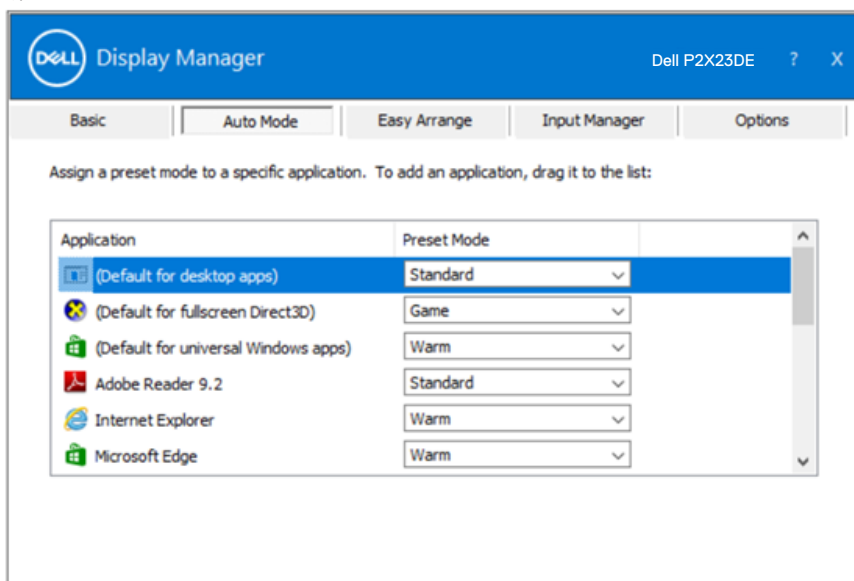 DELL Display Manager Dell P2X23DE ? X
Basic Auto Mode Easy Arrange Input Manager Options
Assign a preset mode to a specific application. To add an application, drag it to the list:
Application Preset Mode
(Default for desktop apps) Standard
(Default for fullscreen Direct3D) Game
(Default for universal Windows apps) Warm
Adobe Reader 9.2 Standard
Internet Explorer Warm
Microsoft Edge Warm